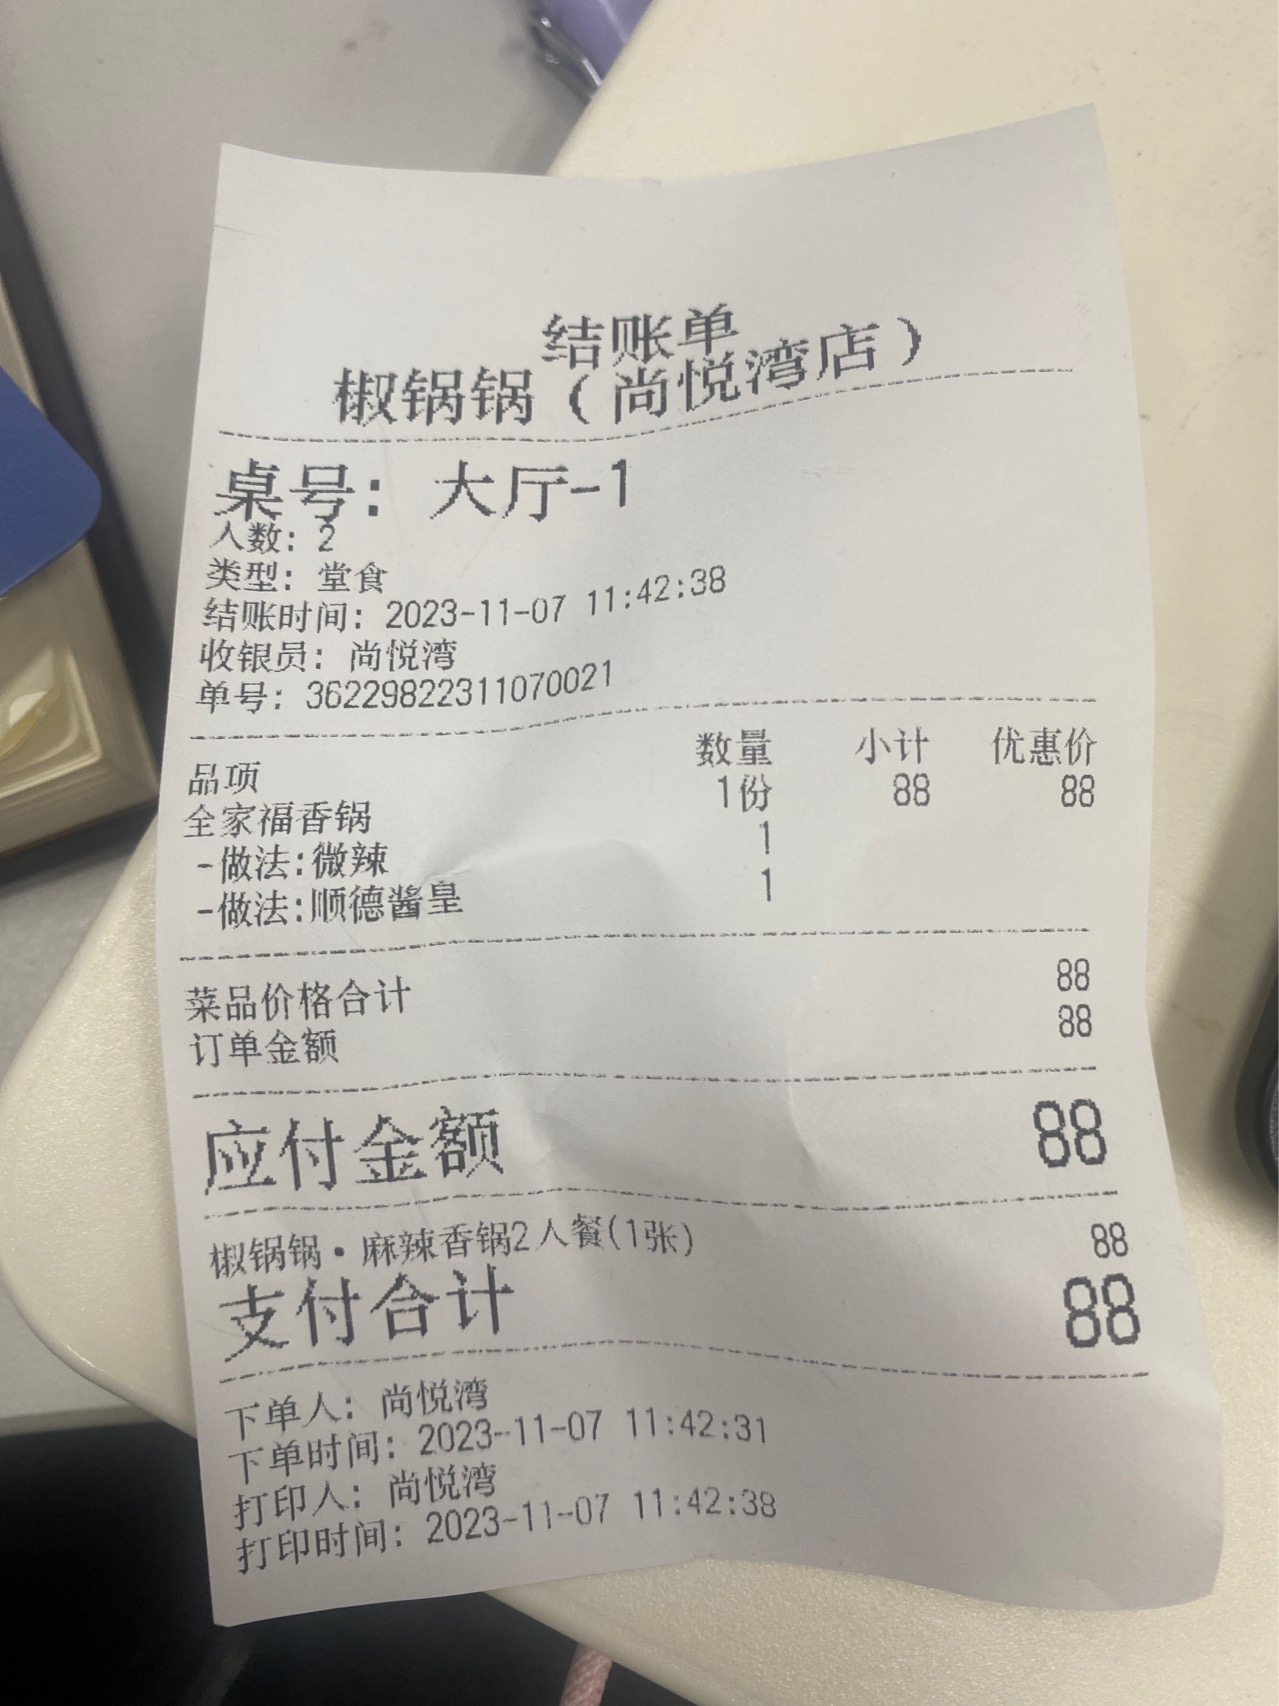 结账单
椒锅锅（尚悦湾店）
桌号： 大厅-1
人数: 2
类型: 堂食
结账时间: 2023-11-07 11:42:38
收银员: 尚悦湾
单号: 36229822311070021
品项 数量 小计 优惠价
全家福香锅 1份 88 88
-做法:微辣 1
-做法:顺德酱皇 1
菜品价格合计 88
订单金额 88
应付金额 88
椒锅锅·麻辣香锅2人餐(1张) 88
支付合计 88
下单人: 尚悦湾
下单时间: 2023-11-07 11:42:31
打印人: 尚悦湾
打印时间: 2023-11-07 11:42:38